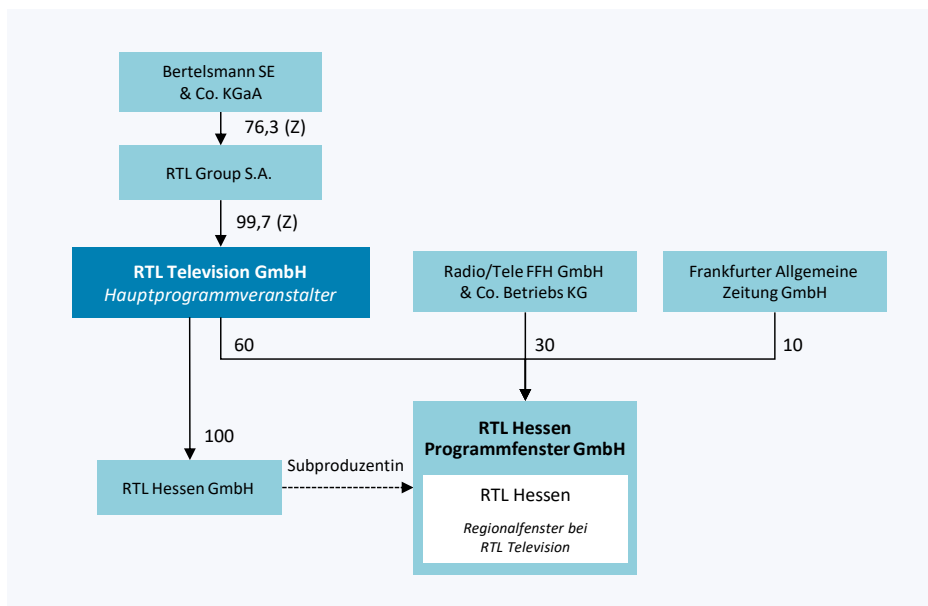 Bertelsmann SE
& Co. KGaA
76,3 (Z)
RTL Group S.A.
99,7 (Z)
RTL Television GmbH
Hauptprogrammveranstalter
Radio/Tele FFH GmbH
& Co. Betriebs KG
Frankfurter Allgemeine
Zeitung GmbH
60
30
10
100
RTL Hessen GmbH
Subproduzentin
RTL Hessen
Programmfenster GmbH
RTL Hessen
Regionalfenster bei
RTL Television